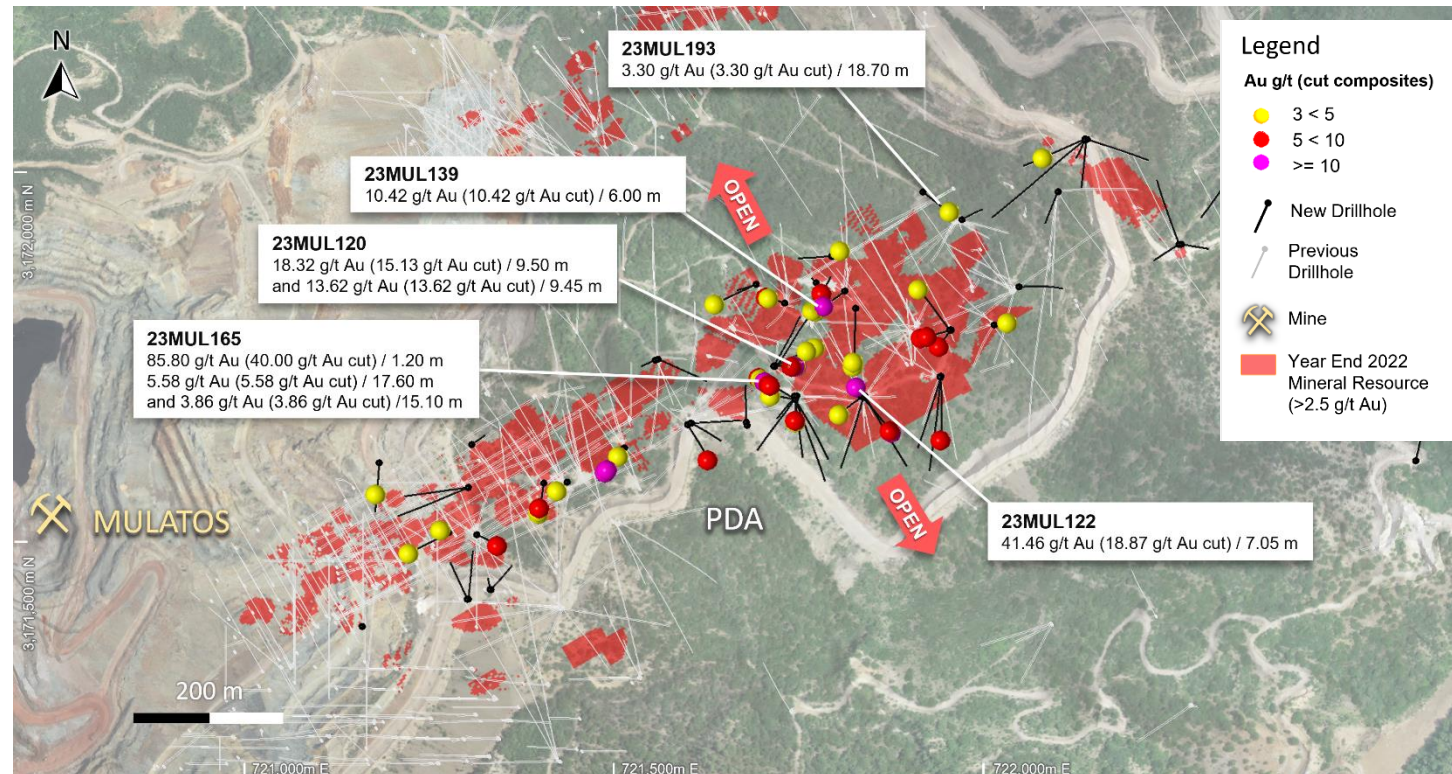 N
23MUL193
3.30 g/t Au (3.30 g/t Au cut) / 18.70 m
23MUL139
10.42 g/t Au (10.42 g/t Au cut) / 6.00 m
23MUL120
18.32 g/t Au (15.13 g/t Au cut) / 9.50 m
and 13.62 g/t Au (13.62 g/t Au cut) / 9.45 m
23MUL165
85.80 g/t Au (40.00 g/t Au cut) / 1.20 m
5.58 g/t Au (5.58 g/t Au cut) / 17.60 m
and 3.86 g/t Au (3.86 g/t Au cut) /15.10 m
OPEN
OPEN
23MUL122
41.46 g/t Au (18.87 g/t Au cut) / 7.05 m
MULATOS
PDA
3,172,000 m N
3,171,500 m N
200 m
721,000m E
721,500m E
722,000m E
Legend
Au g/t (cut composites)
3 < 5
5 < 10
>= 10
New Drillhole
Previous
Drillhole
Mine
Year End 2022
Mineral Resource
(>2.5 g/t Au)